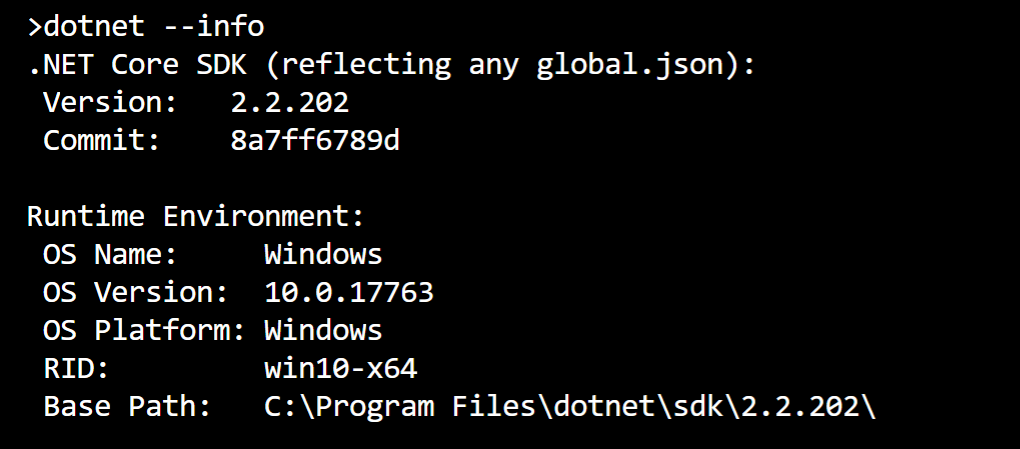 >dotnet --info
.NET Core SDK (reflecting any global.json):
 Version:   2.2.202
 Commit:    8a7ff6789d

Runtime Environment:
 OS Name:     Windows
 OS Version:  10.0.17763
 OS Platform: Windows
 RID:         win10-x64
 Base Path:   C:\Program Files\dotnet\sdk\2.2.202\